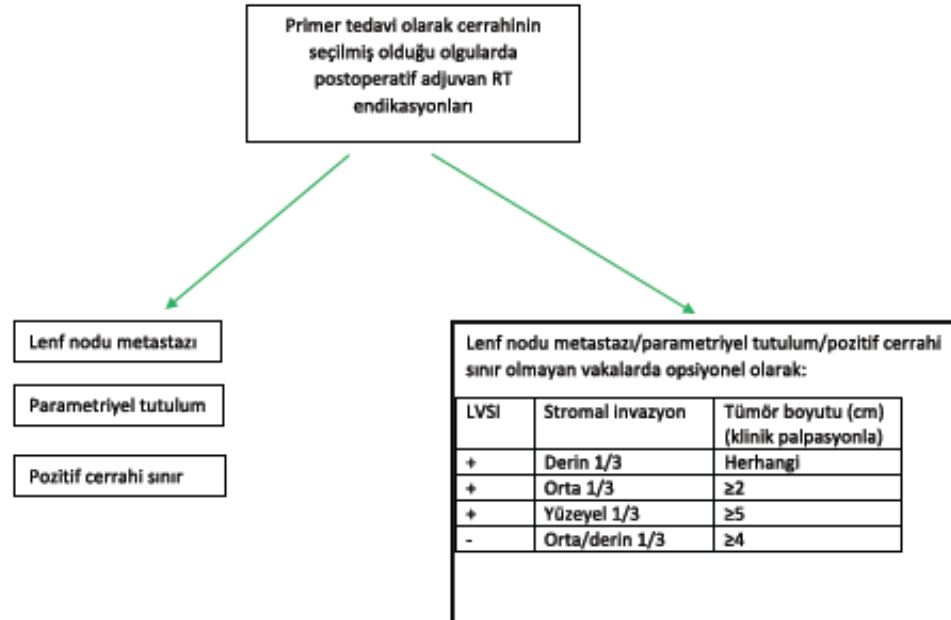 Primer tedavi olarak cerrahinin
seçilmiş olduğu olgularda
postoperatif adjuvan RT
endikasyonları
Lenf nodu metastazı
Parametriyel tutulum
Pozitif cerrahi sınır
Lenf nodu metastazı/parametriyel tutulum/pozitif cerrahi
sınır olmayan vakalarda opsiyonel olarak:
LVSI Stromal invazyon Tümör boyutu (cm)
(klinik palpasyonla)
+ Derin 1/3 Herhangi
+ Orta 1/3 ≥2
+ Yüzeyel 1/3 ≥5
- Orta/derin 1/3 ≥4